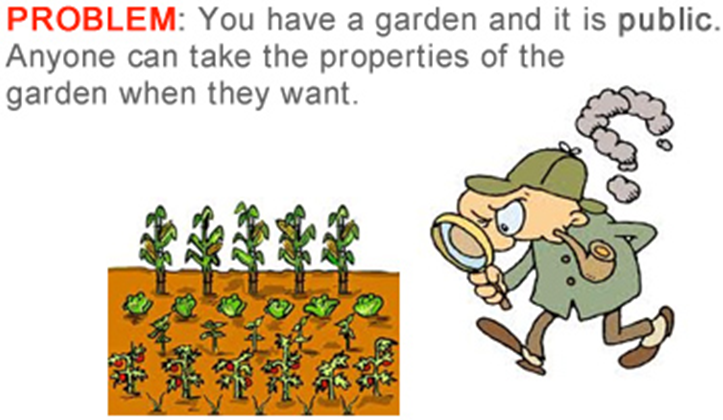 PROBLEM: You have a garden and it is public.
Anyone can take the properties of the
garden when they want.